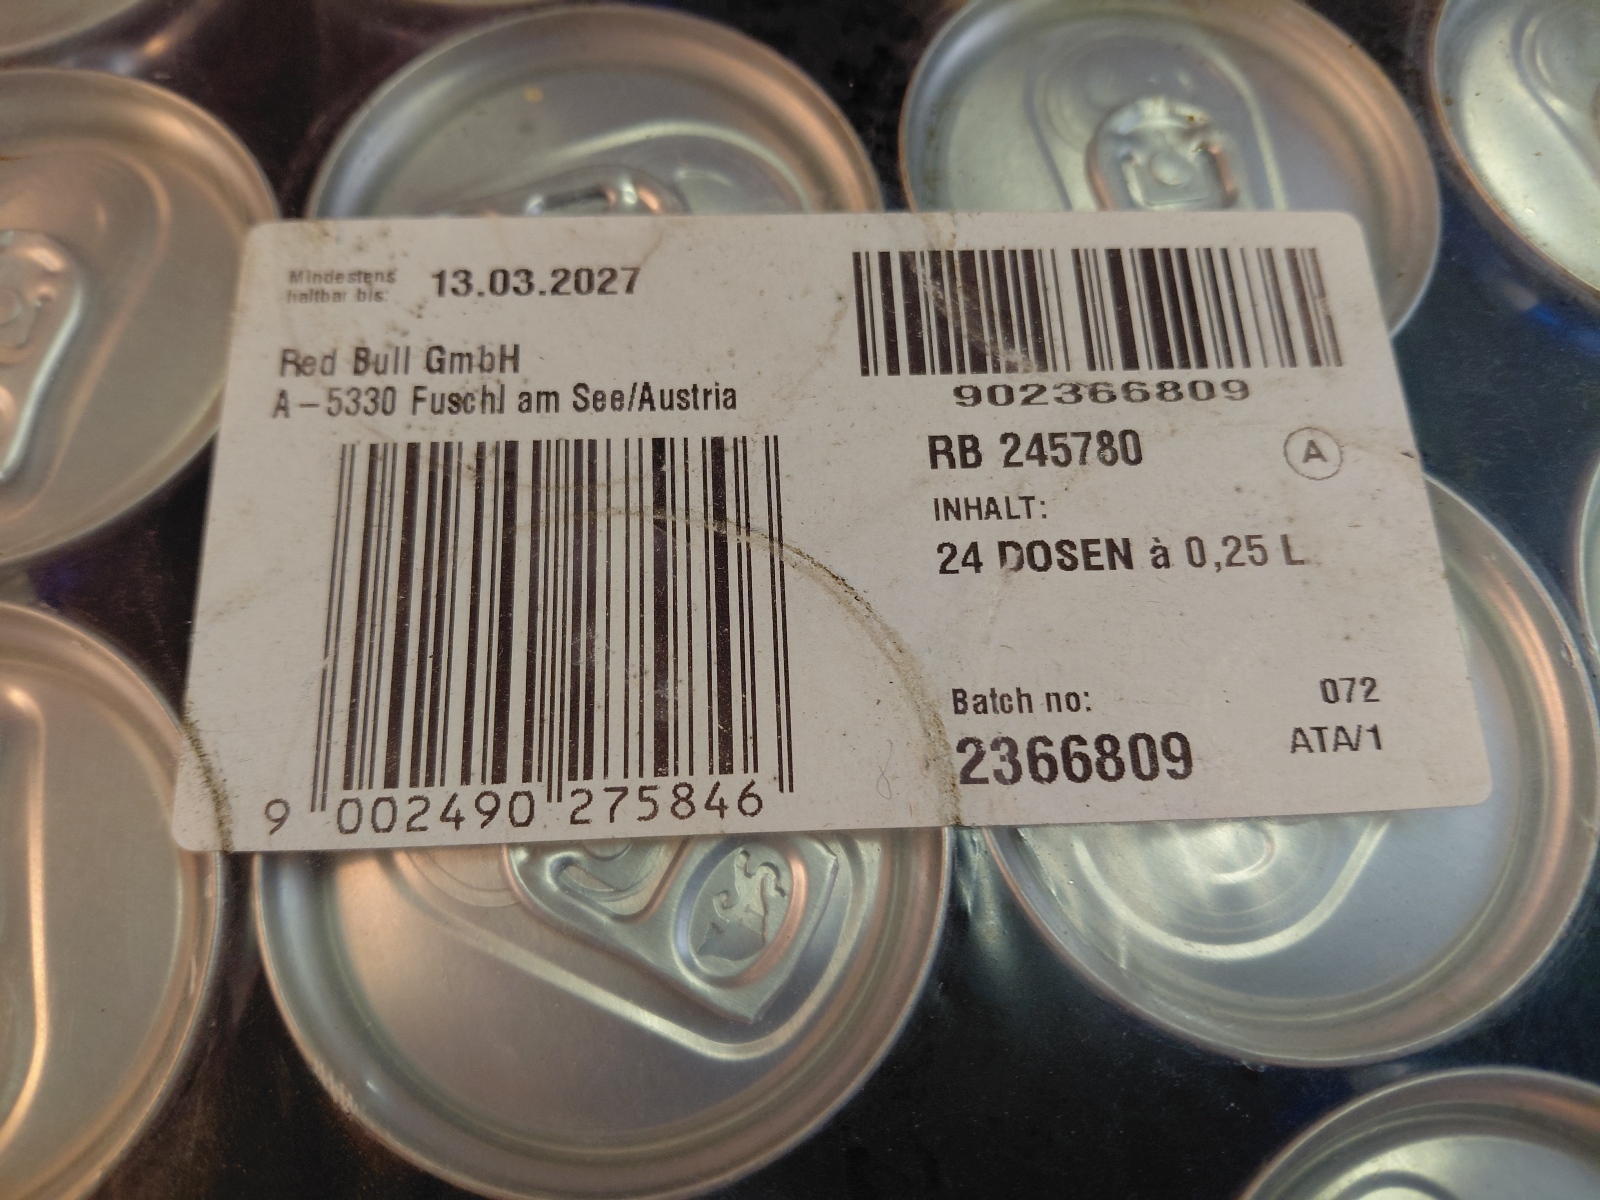 Mindestens
haltbar bis:
13.03.2027
Red Bull GmbH
A – 5330 Fuschl am See/Austria
9 002490 275846
902366809
RB 245780
A
INHALT:
24 DOSEN à 0,25 L
Batch no:
072
2366809
ATA/1